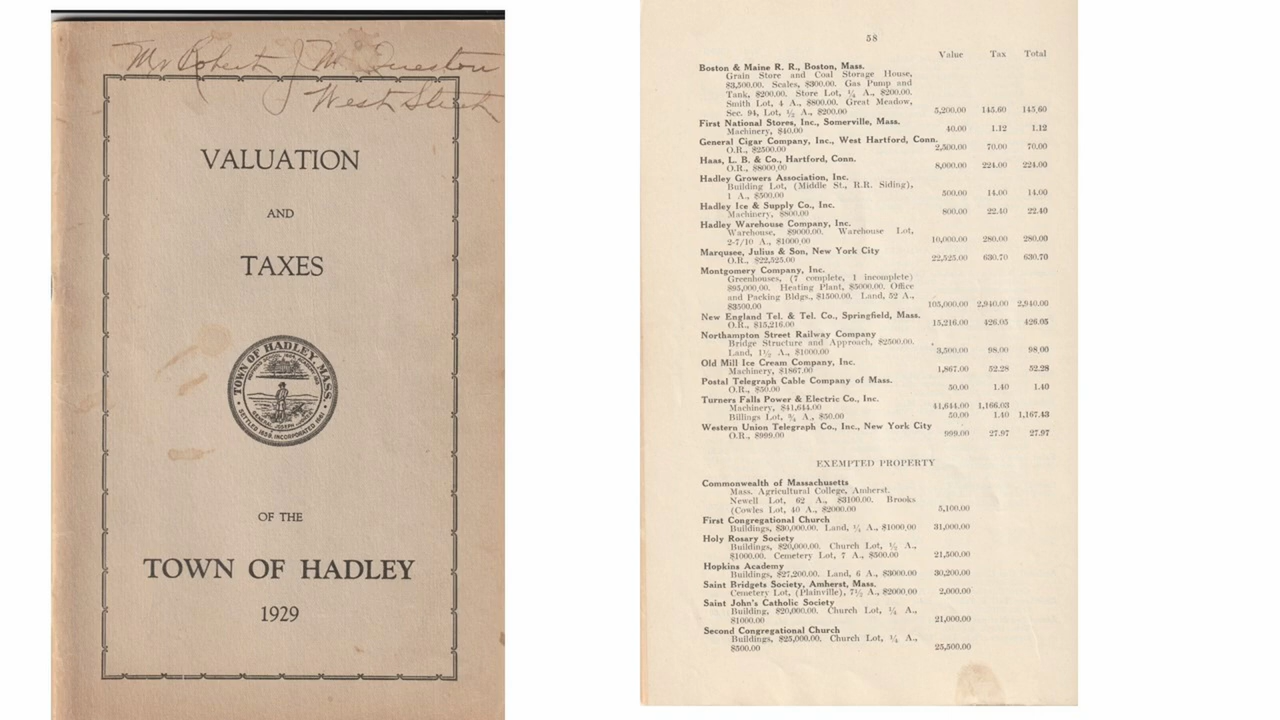 Mr Robert J Mc Queston
West Street
VALUATION
AND
TAXES
TOWN OF HADLEY, MASS.
SETTLED 1659. INCORPORATED 1661.
OF THE
TOWN OF HADLEY
1929
58
Value Tax Total
Boston & Maine R. R., Boston, Mass.
Grain Store and Coal Storage House,
$3,500.00. Scales, $300.00. Gas Pump and
Tank, $200.00. Store Lot, ¼ A., $200.00.
Smith Lot, 4 A., $800.00. Great Meadow,
Sec. 94, Lot, ½ A., $200.00 5,200.00 145.60 145.60
First National Stores, Inc., Somerville, Mass.
Machinery, $40.00 40.00 1.12 1.12
General Cigar Company, Inc., West Hartford, Conn.
O.R., $2500.00 2,500.00 70.00 70.00
Haas, L. B. & Co., Hartford, Conn.
O.R., $8000.00 8,000.00 224.00 224.00
Hadley Growers Association, Inc.
Building Lot, (Middle St., R.R. Siding),
1 A., $500.00 500.00 14.00 14.00
Hadley Ice & Supply Co., Inc.
Machinery, $800.00 800.00 22.40 22.40
Hadley Warehouse Company, Inc.
Warehouse, $9000.00. Warehouse Lot,
2-7/10 A., $1000.00 10,000.00 280.00 280.00
Marqusee, Julius & Son, New York City
O.R., $22,525.00 22,525.00 630.70 630.70
Montgomery Company, Inc.
Greenhouses, (7 complete, 1 incomplete)
$95,000.00. Heating Plant, $5000.00. Office
and Packing Bldgs., $1500.00. Land, 52 A.,
$3500.00 105,000.00 2,940.00 2,940.00
New England Tel. & Tel. Co., Springfield, Mass.
O.R., $15,216.00 15,216.00 426.05 426.05
Northampton Street Railway Company
Bridge Structure and Approach, $2500.00.
Land, 1½ A., $1000.00 3,500.00 98.00 98.00
Old Mill Ice Cream Company, Inc.
Machinery, $1867.00 1,867.00 52.28 52.28
Postal Telegraph Cable Company of Mass.
O.R., $50.00 50.00 1.40 1.40
Turners Falls Power & Electric Co., Inc.
Machinery, $41,644.00 41,644.00 1,166.03
Billings Lot, ¾ A., $50.00 50.00 1.40 1,167.43
Western Union Telegraph Co., Inc., New York City
O.R., $999.00 999.00 27.97 27.97
EXEMPTED PROPERTY
Commonwealth of Massachusetts
Mass. Agricultural College, Amherst.
Newell Lot, 62 A., $3100.00. Brooks
(Cowles Lot, 40 A., $2000.00 5,100.00
First Congregational Church
Buildings, $30,000.00. Land, ¼ A., $1000.00 31,000.00
Holy Rosary Society
Buildings, $20,000.00. Church Lot, ½ A.,
$1000.00. Cemetery Lot, 7 A., $500.00 21,500.00
Hopkins Academy
Buildings, $27,200.00. Land, 6 A., $3000.00 30,200.00
Saint Bridgets Society, Amherst, Mass.
Cemetery Lot, (Plainville), 7½ A., $2000.00 2,000.00
Saint John's Catholic Society
Building, $20,000.00. Church Lot, ¼ A.,
$1000.00 21,000.00
Second Congregational Church
Buildings, $25,000.00. Church Lot, ¼ A.,
$500.00 25,500.00